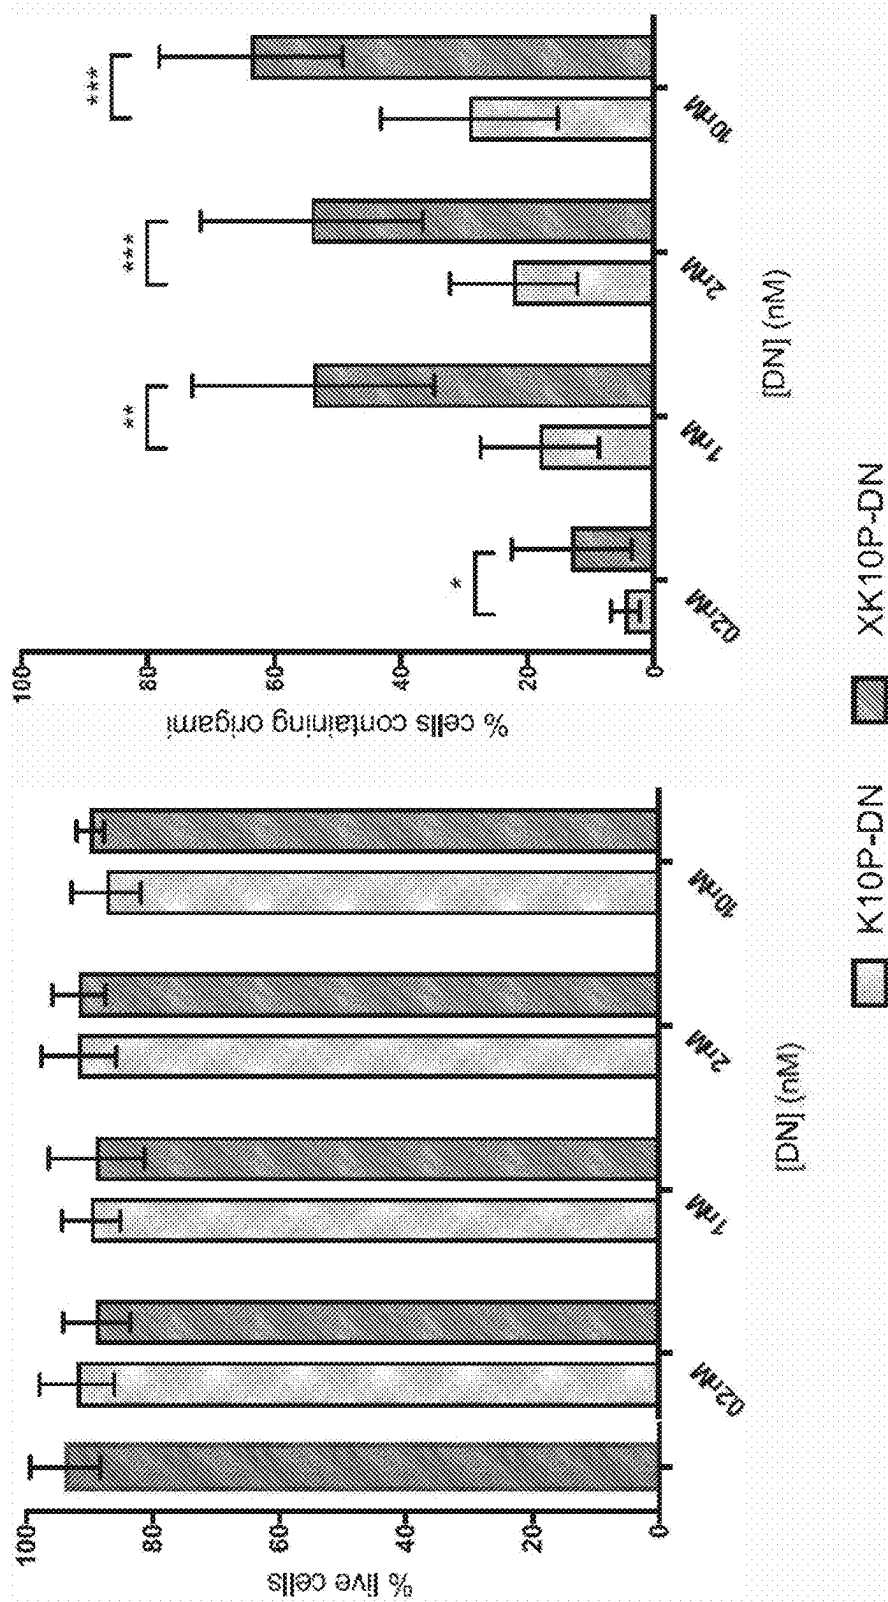 100
80
60
40
20
0
% live cells
0.2nM
1nM
2nM
10nM
[DN] (nM)
100
80
60
40
20
0
% cells containing origami
*
**
***
***
0.2nM
1nM
2nM
10nM
[DN] (nM)
K10P-DN
XK10P-DN